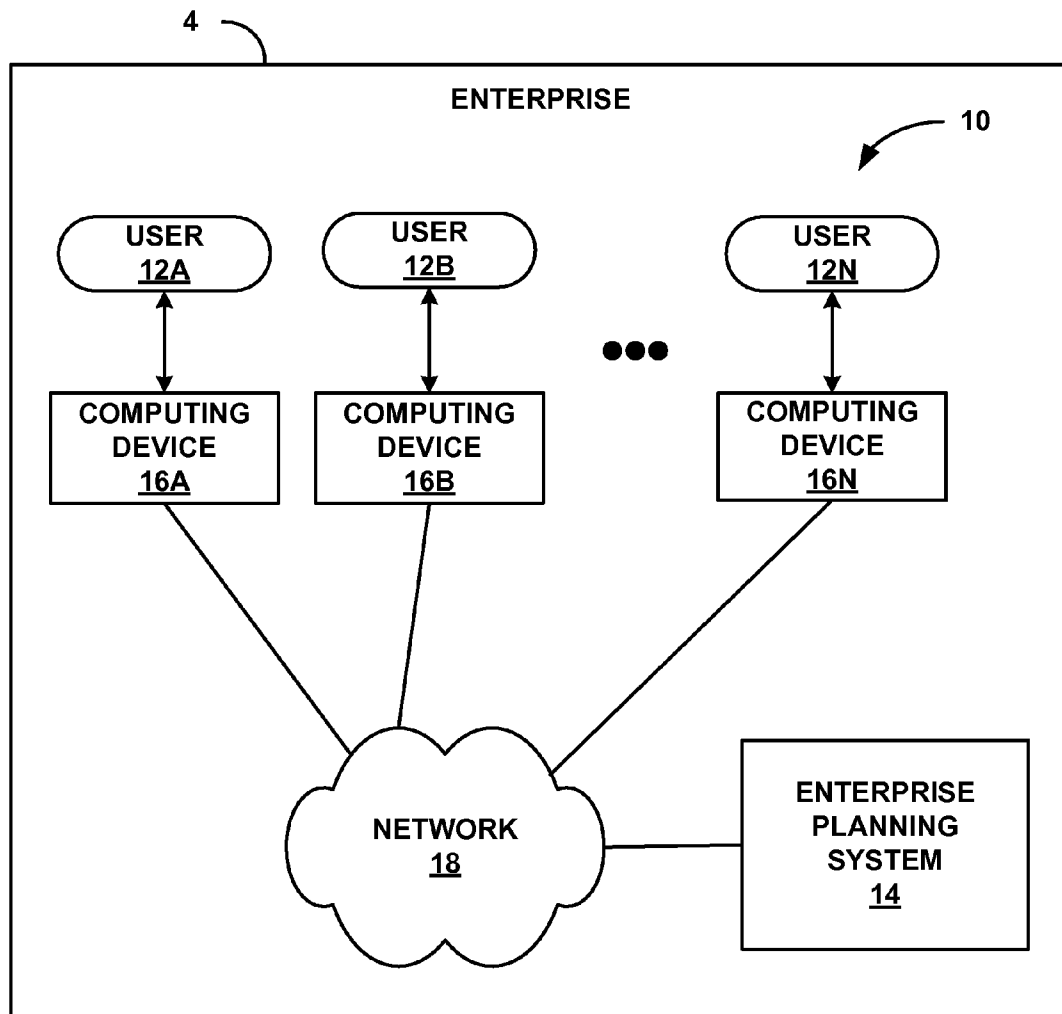 4
ENTERPRISE
10
USER
12A
USER
12B
USER
12N
COMPUTING
DEVICE
16A
COMPUTING
DEVICE
16B
COMPUTING
DEVICE
16N
NETWORK
18
ENTERPRISE
PLANNING
SYSTEM
14